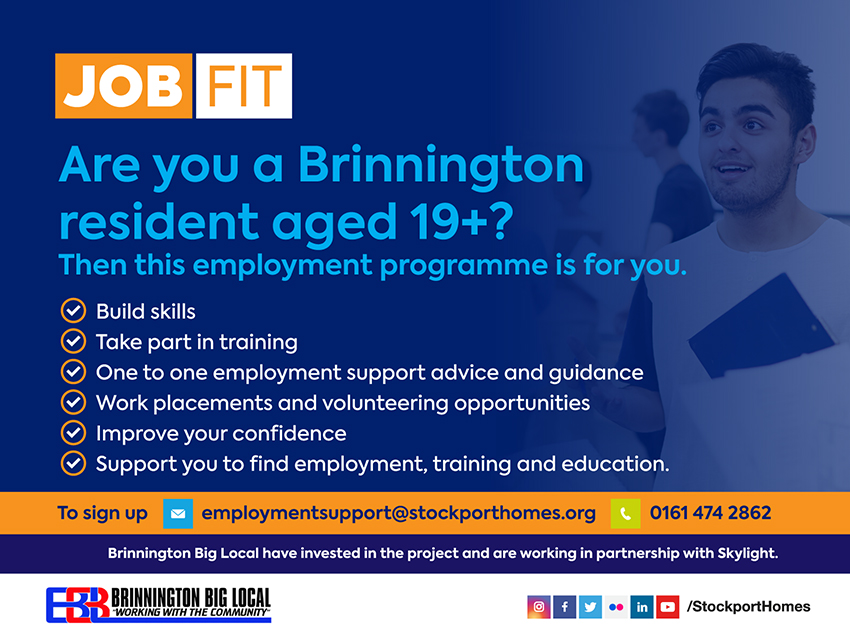 JOB FIT
Are you a Brinnington
resident aged 19+?
Then this employment programme is for you.
Build skills
Take part in training
One to one employment support advice and guidance
Work placements and volunteering opportunities
Improve your confidence
Support you to find employment, training and education.
To sign up employmentsupport@stockporthomes.org 0161 474 2862
Brinnington Big Local have invested in the project and are working in partnership with Skylight.
BBL BRINNINGTON BIG LOCAL
"WORKING WITH THE COMMUNITY"
/StockportHomes